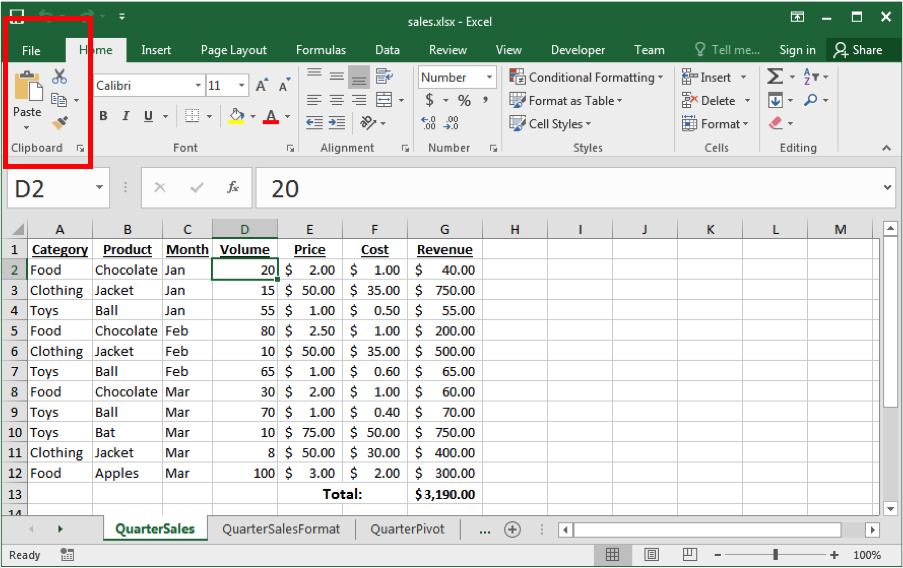 sales.xlsx - Excel
File Home Insert Page Layout Formulas Data Review View Developer Team Tell me... Sign in Share
Calibri 11 Number Conditional Formatting Insert
Paste B I U A $ % , Format as Table Delete
Cell Styles Format
Clipboard Font Alignment Number Styles Cells Editing
D2 fx 20
A B C D E F G H I J K L M
1 Category Product Month Volume Price Cost Revenue
2 Food Chocolate Jan 20 $ 2.00 $ 1.00 $ 40.00
3 Clothing Jacket Jan 15 $ 50.00 $ 35.00 $ 750.00
4 Toys Ball Jan 55 $ 1.00 $ 0.50 $ 55.00
5 Food Chocolate Feb 80 $ 2.50 $ 1.00 $ 200.00
6 Clothing Jacket Feb 10 $ 50.00 $ 35.00 $ 500.00
7 Toys Ball Feb 65 $ 1.00 $ 0.60 $ 65.00
8 Food Chocolate Mar 30 $ 2.00 $ 1.00 $ 60.00
9 Toys Ball Mar 70 $ 1.00 $ 0.40 $ 70.00
10 Toys Bat Mar 10 $ 75.00 $ 50.00 $ 750.00
11 Clothing Jacket Mar 8 $ 50.00 $ 30.00 $ 400.00
12 Food Apples Mar 100 $ 3.00 $ 2.00 $ 300.00
13 Total: $ 3,190.00
14
QuarterSales QuarterSalesFormat QuarterPivot ...
Ready 100%